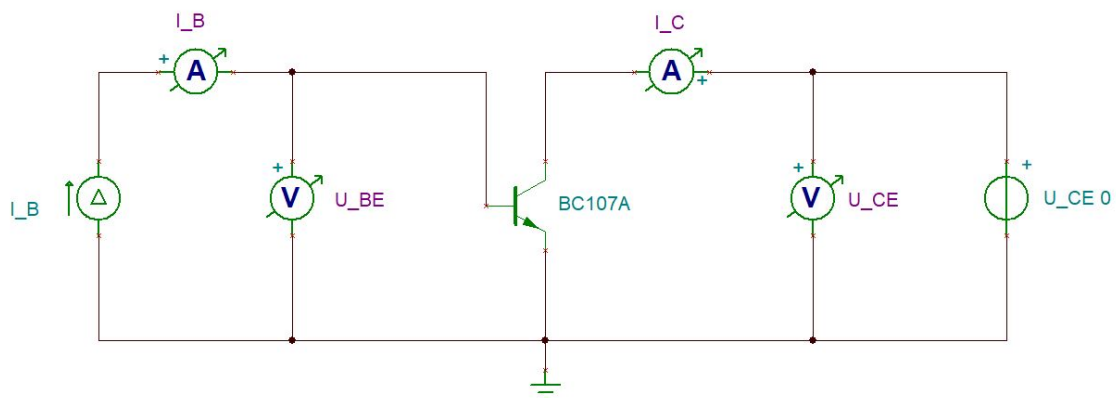 I_B
I_C
+ A
A +
+
+
+
I_B
V
U_BE
BC107A
V
U_CE
U_CE 0